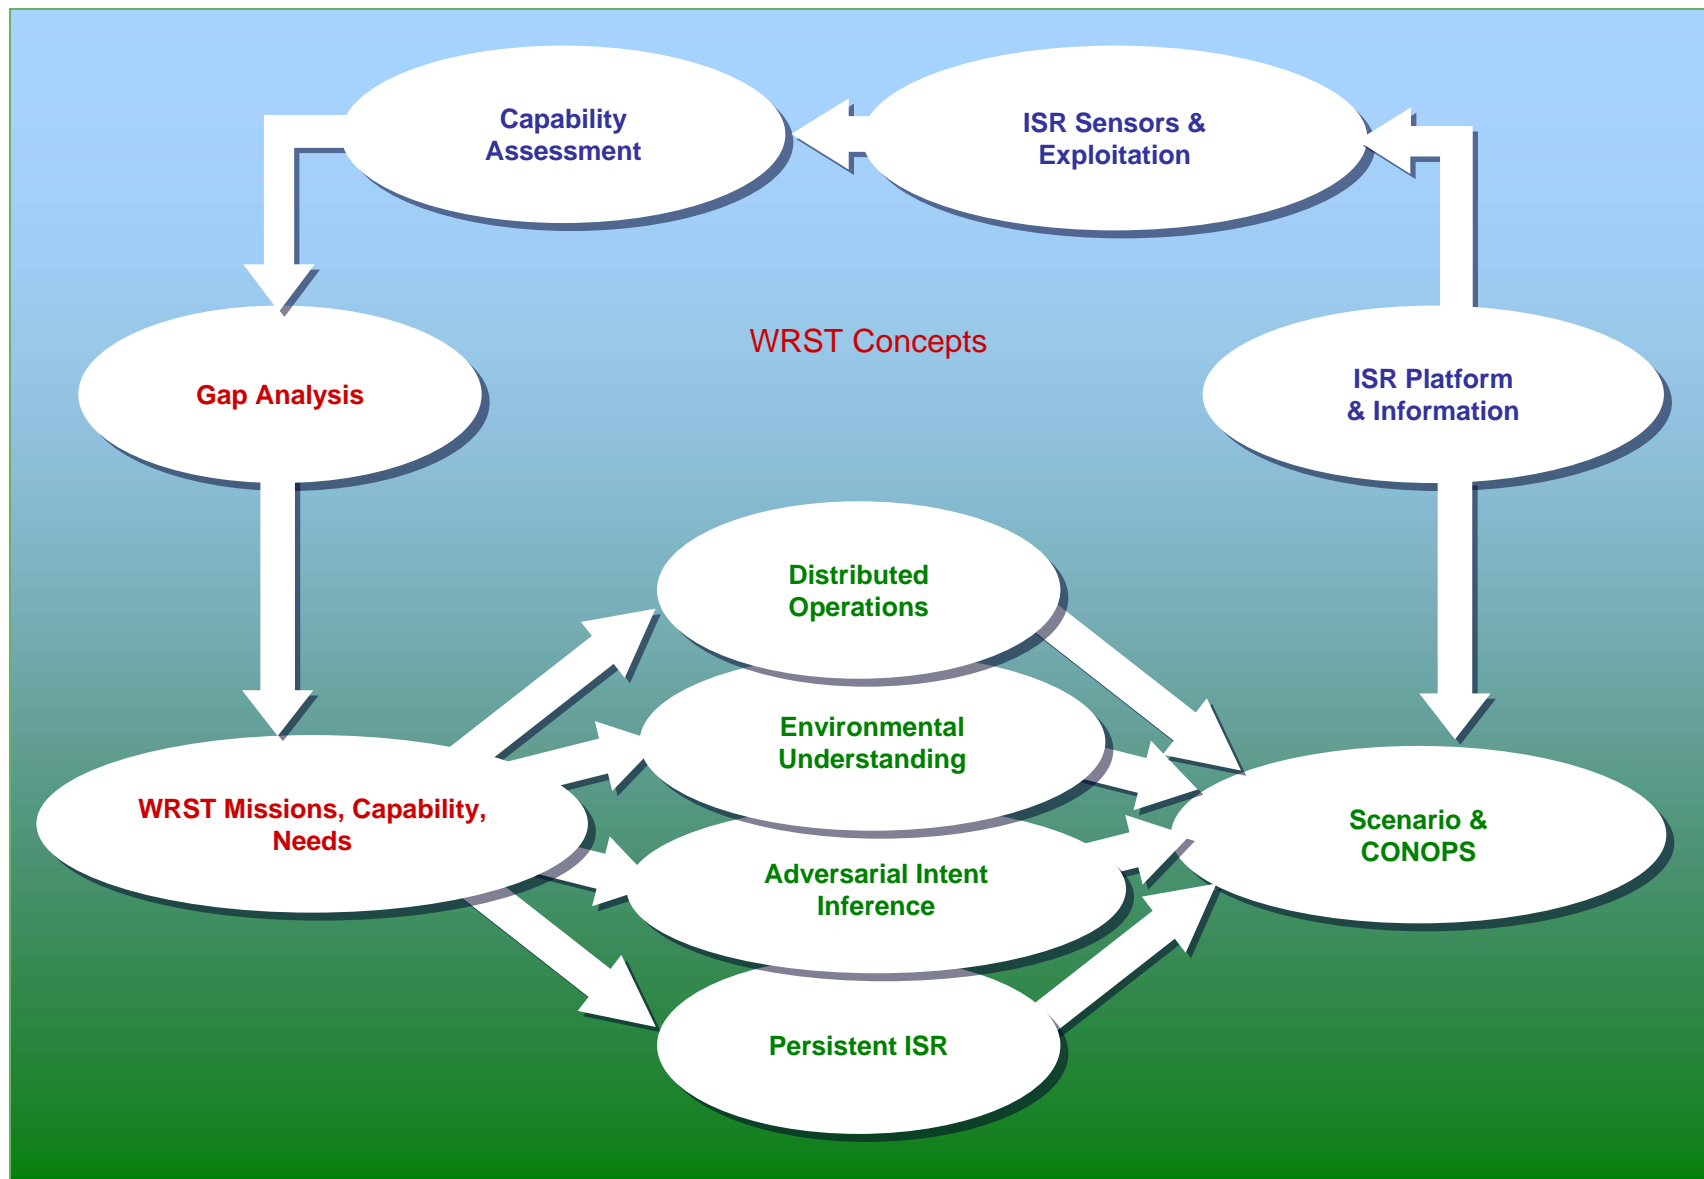 Capability
Assessment
ISR Sensors &
Exploitation
WRST Concepts
Gap Analysis
ISR Platform
& Information
Distributed
Operations
Environmental
Understanding
WRST Missions, Capability,
Needs
Scenario &
CONOPS
Adversarial Intent
Inference
Persistent ISR